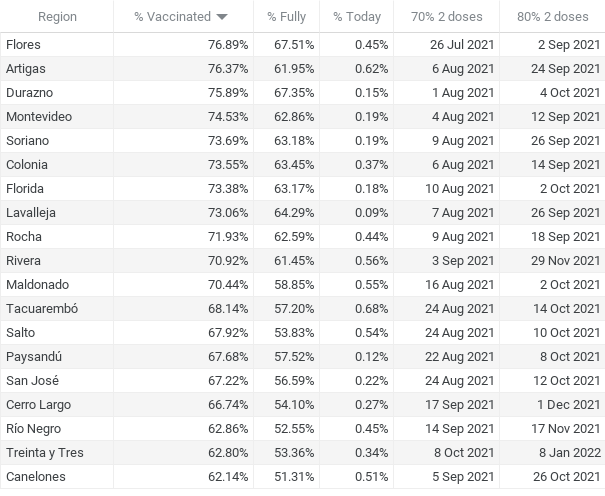 Region % Vaccinated % Fully % Today 70% 2 doses 80% 2 doses
Flores 76.89% 67.51% 0.45% 26 Jul 2021 2 Sep 2021
Artigas 76.37% 61.95% 0.62% 6 Aug 2021 24 Sep 2021
Durazno 75.89% 67.35% 0.15% 1 Aug 2021 4 Oct 2021
Montevideo 74.53% 62.86% 0.19% 4 Aug 2021 12 Sep 2021
Soriano 73.69% 63.18% 0.19% 9 Aug 2021 26 Sep 2021
Colonia 73.55% 63.45% 0.37% 6 Aug 2021 14 Sep 2021
Florida 73.38% 63.17% 0.18% 10 Aug 2021 2 Oct 2021
Lavalleja 73.06% 64.29% 0.09% 7 Aug 2021 26 Sep 2021
Rocha 71.93% 62.59% 0.44% 9 Aug 2021 18 Sep 2021
Rivera 70.92% 61.45% 0.56% 3 Sep 2021 29 Nov 2021
Maldonado 70.44% 58.85% 0.55% 16 Aug 2021 2 Oct 2021
Tacuarembó 68.14% 57.20% 0.68% 24 Aug 2021 14 Oct 2021
Salto 67.92% 53.83% 0.54% 24 Aug 2021 10 Oct 2021
Paysandú 67.68% 57.52% 0.12% 22 Aug 2021 8 Oct 2021
San José 67.22% 56.59% 0.22% 24 Aug 2021 12 Oct 2021
Cerro Largo 66.74% 54.10% 0.27% 17 Sep 2021 1 Dec 2021
Río Negro 62.86% 52.55% 0.45% 14 Sep 2021 17 Nov 2021
Treinta y Tres 62.80% 53.36% 0.34% 8 Oct 2021 8 Jan 2022
Canelones 62.14% 51.31% 0.51% 5 Sep 2021 26 Oct 2021